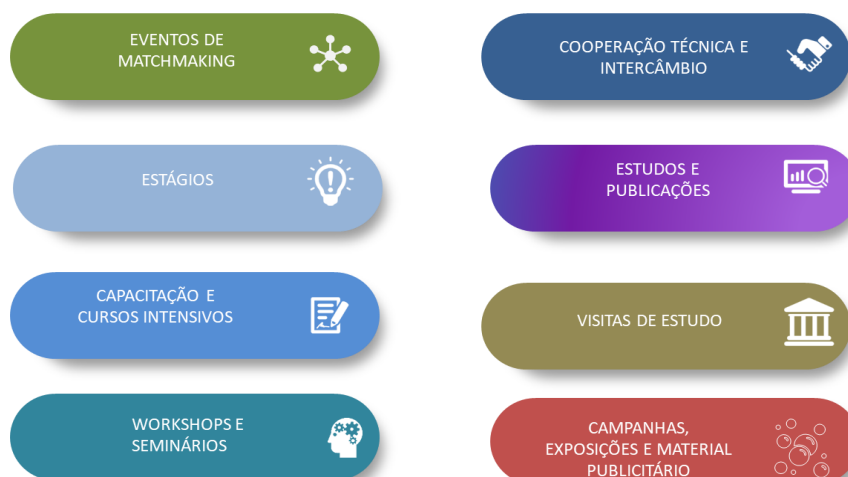 EVENTOS DE
MATCHMAKING
COOPERAÇÃO TÉCNICA E
INTERCÂMBIO
ESTÁGIOS
ESTUDOS E
PUBLICAÇÕES
CAPACITAÇÃO E
CURSOS INTENSIVOS
VISITAS DE ESTUDO
WORKSHOPS E
SEMINÁRIOS
CAMPANHAS,
EXPOSIÇÕES E MATERIAL
PUBLICITÁRIO